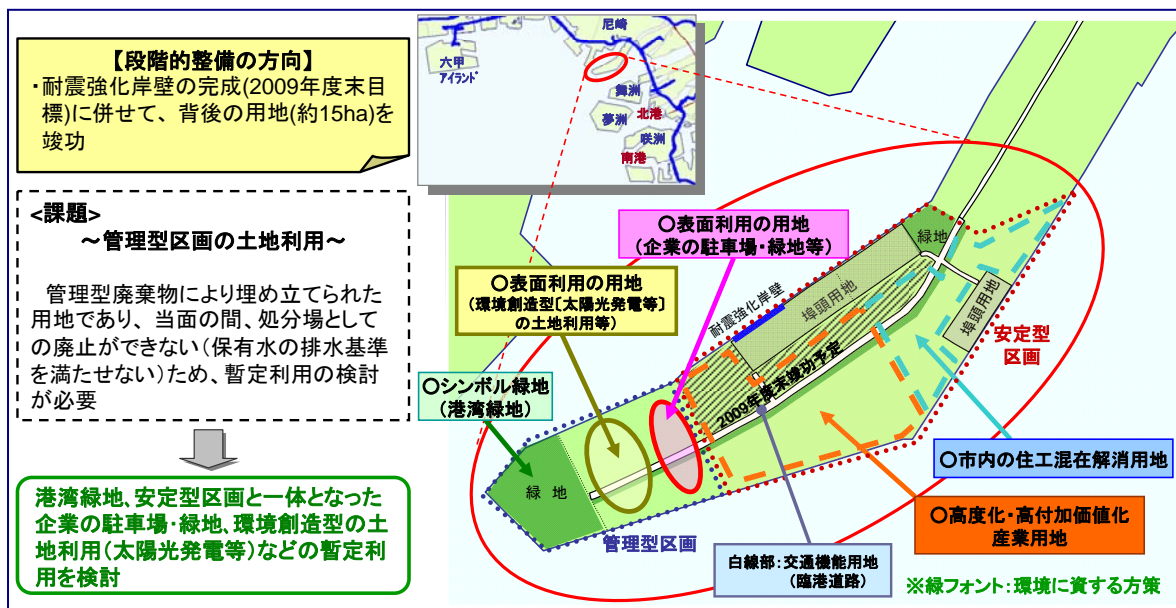 【段階的整備の方向】
・耐震強化岸壁の完成(2009年度末目
標)に併せて、背後の用地(約15ha)を
竣功
<課題>
～管理型区画の土地利用～
管理型廃棄物により埋め立てられた
用地であり、当面の間、処分場として
の廃止ができない(保有水の排水基準
を満たせない)ため、暫定利用の検討
が必要
港湾緑地、安定型区画と一体となった
企業の駐車場・緑地、環境創造型の土
地利用(太陽光発電等)などの暫定利
用を検討
尼崎
六甲
アイランド
舞洲
北港
夢洲
咲洲
南港
○表面利用の用地
(企業の駐車場・緑地等)
○表面利用の用地
(環境創造型〔太陽光発電等〕
の土地利用等)
○シンボル緑地
(港湾緑地)
耐震強化岸壁
埠頭用地
緑地
埠頭用地
安定型
区画
2009年度末竣功予定
緑 地
管理型区画
○市内の住工混在解消用地
○高度化・高付加価値化
産業用地
白線部:交通機能用地
(臨港道路)
※緑フォント:環境に資する方策